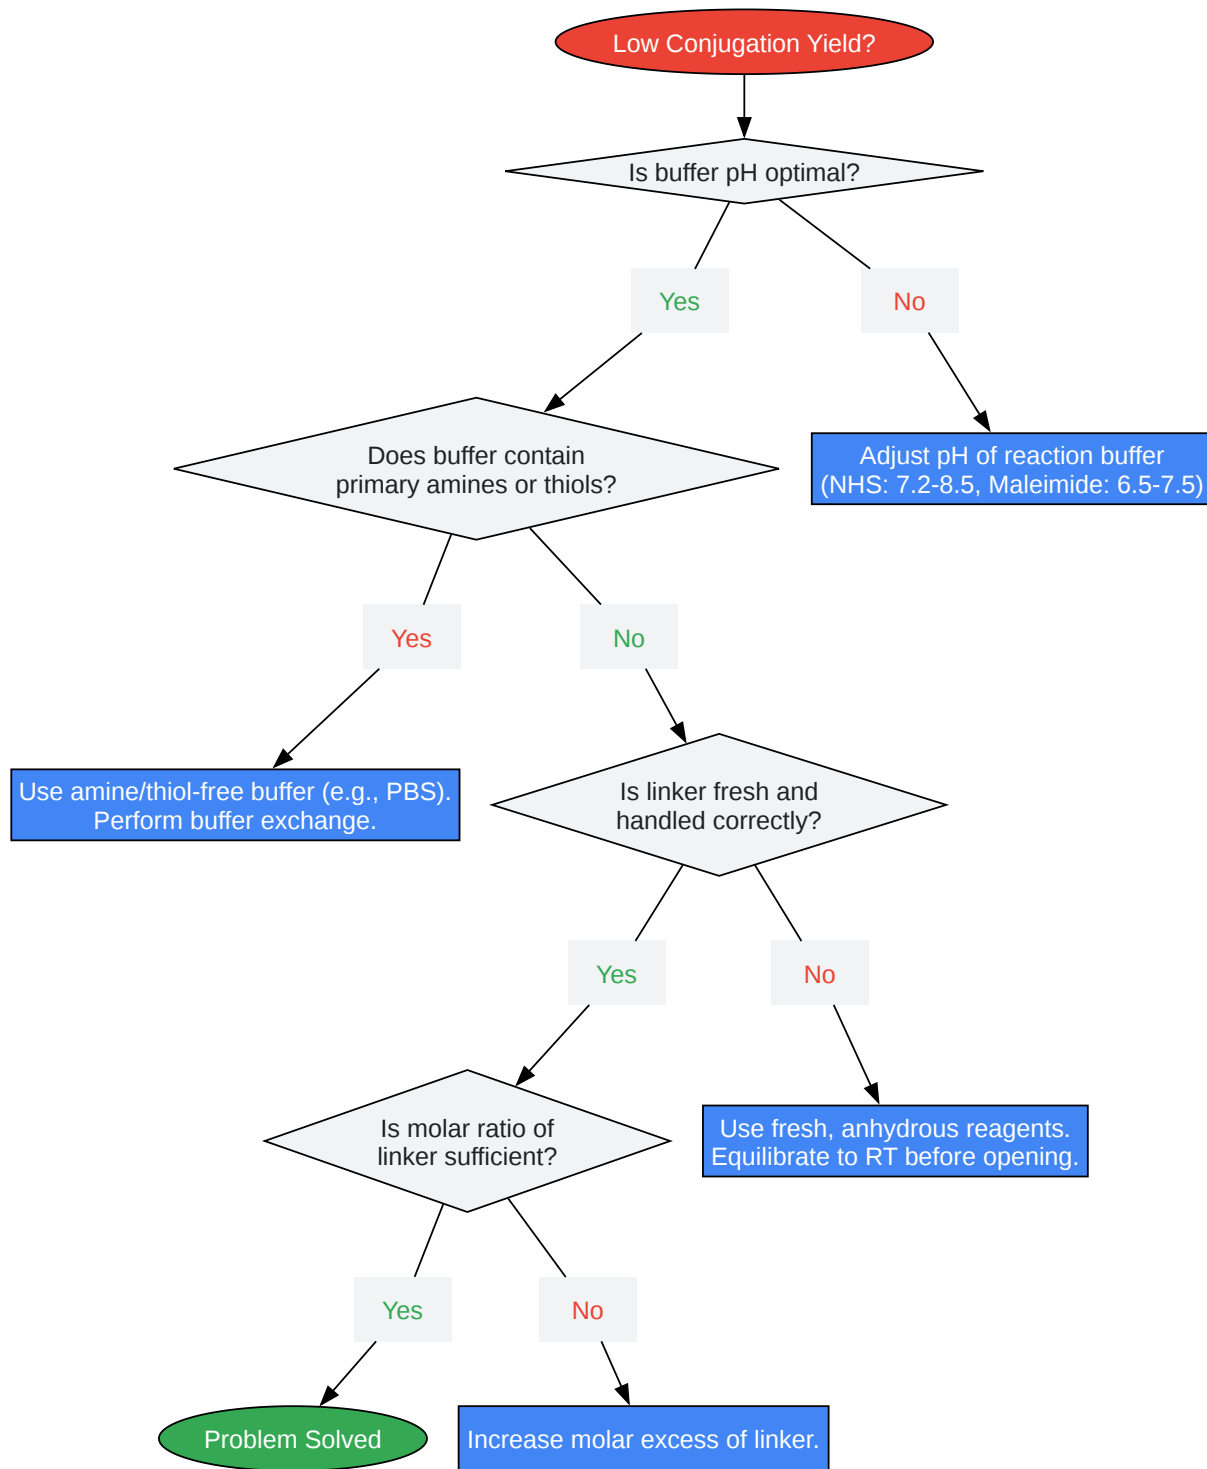 Low Conjugation Yield?
Is buffer pH optimal?
Yes
No
Does buffer contain
primary amines or thiols?
Adjust pH of reaction buffer
(NHS: 7.2-8.5, Maleimide: 6.5-7.5)
Yes
No
Use amine/thiol-free buffer (e.g., PBS).
Perform buffer exchange.
Is linker fresh and
handled correctly?
Yes
No
Is molar ratio of
linker sufficient?
Use fresh, anhydrous reagents.
Equilibrate to RT before opening.
Yes
No
Problem Solved
Increase molar excess of linker.